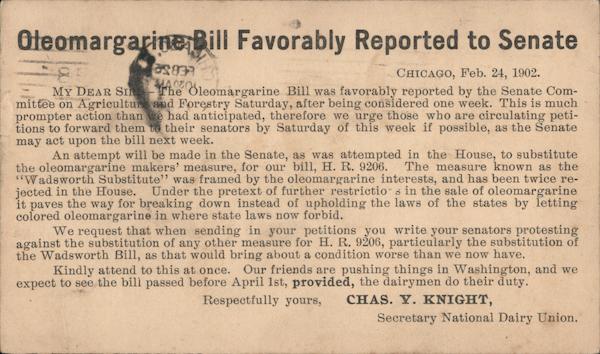 Oleomargarine Bill Favorably Reported to Senate
CHICAGO, Feb. 24, 1902.
MY DEAR SIR:—The Oleomargarine Bill was favorably reported by the Senate Com-
mittee on Agriculture and Forestry Saturday, after being considered one week. This is much
prompter action than we had anticipated, therefore we urge those who are circulating peti-
tions to forward them to their senators by Saturday of this week if possible, as the Senate
may act upon the bill next week.
An attempt will be made in the Senate, as was attempted in the House, to substitute
the oleomargarine makers' measure, for our bill, H. R. 9206. The measure known as the
"Wadsworth Substitute" was framed by the oleomargarine interests, and has been twice re-
jected in the House. Under the pretext of further restrictions in the sale of oleomargarine
it paves the way for breaking down instead of upholding the laws of the states by letting
colored oleomargarine in where state laws now forbid.
We request that when sending in your petitions you write your senators protesting
against the substitution of any other measure for H. R. 9206, particularly the substitution of
the Wadsworth Bill, as that would bring about a condition worse than we now have.
Kindly attend to this at once. Our friends are pushing things in Washington, and we
expect to see the bill passed before April 1st, provided, the dairymen do their duty.
Respectfully yours, CHAS. Y. KNIGHT,
Secretary National Dairy Union.